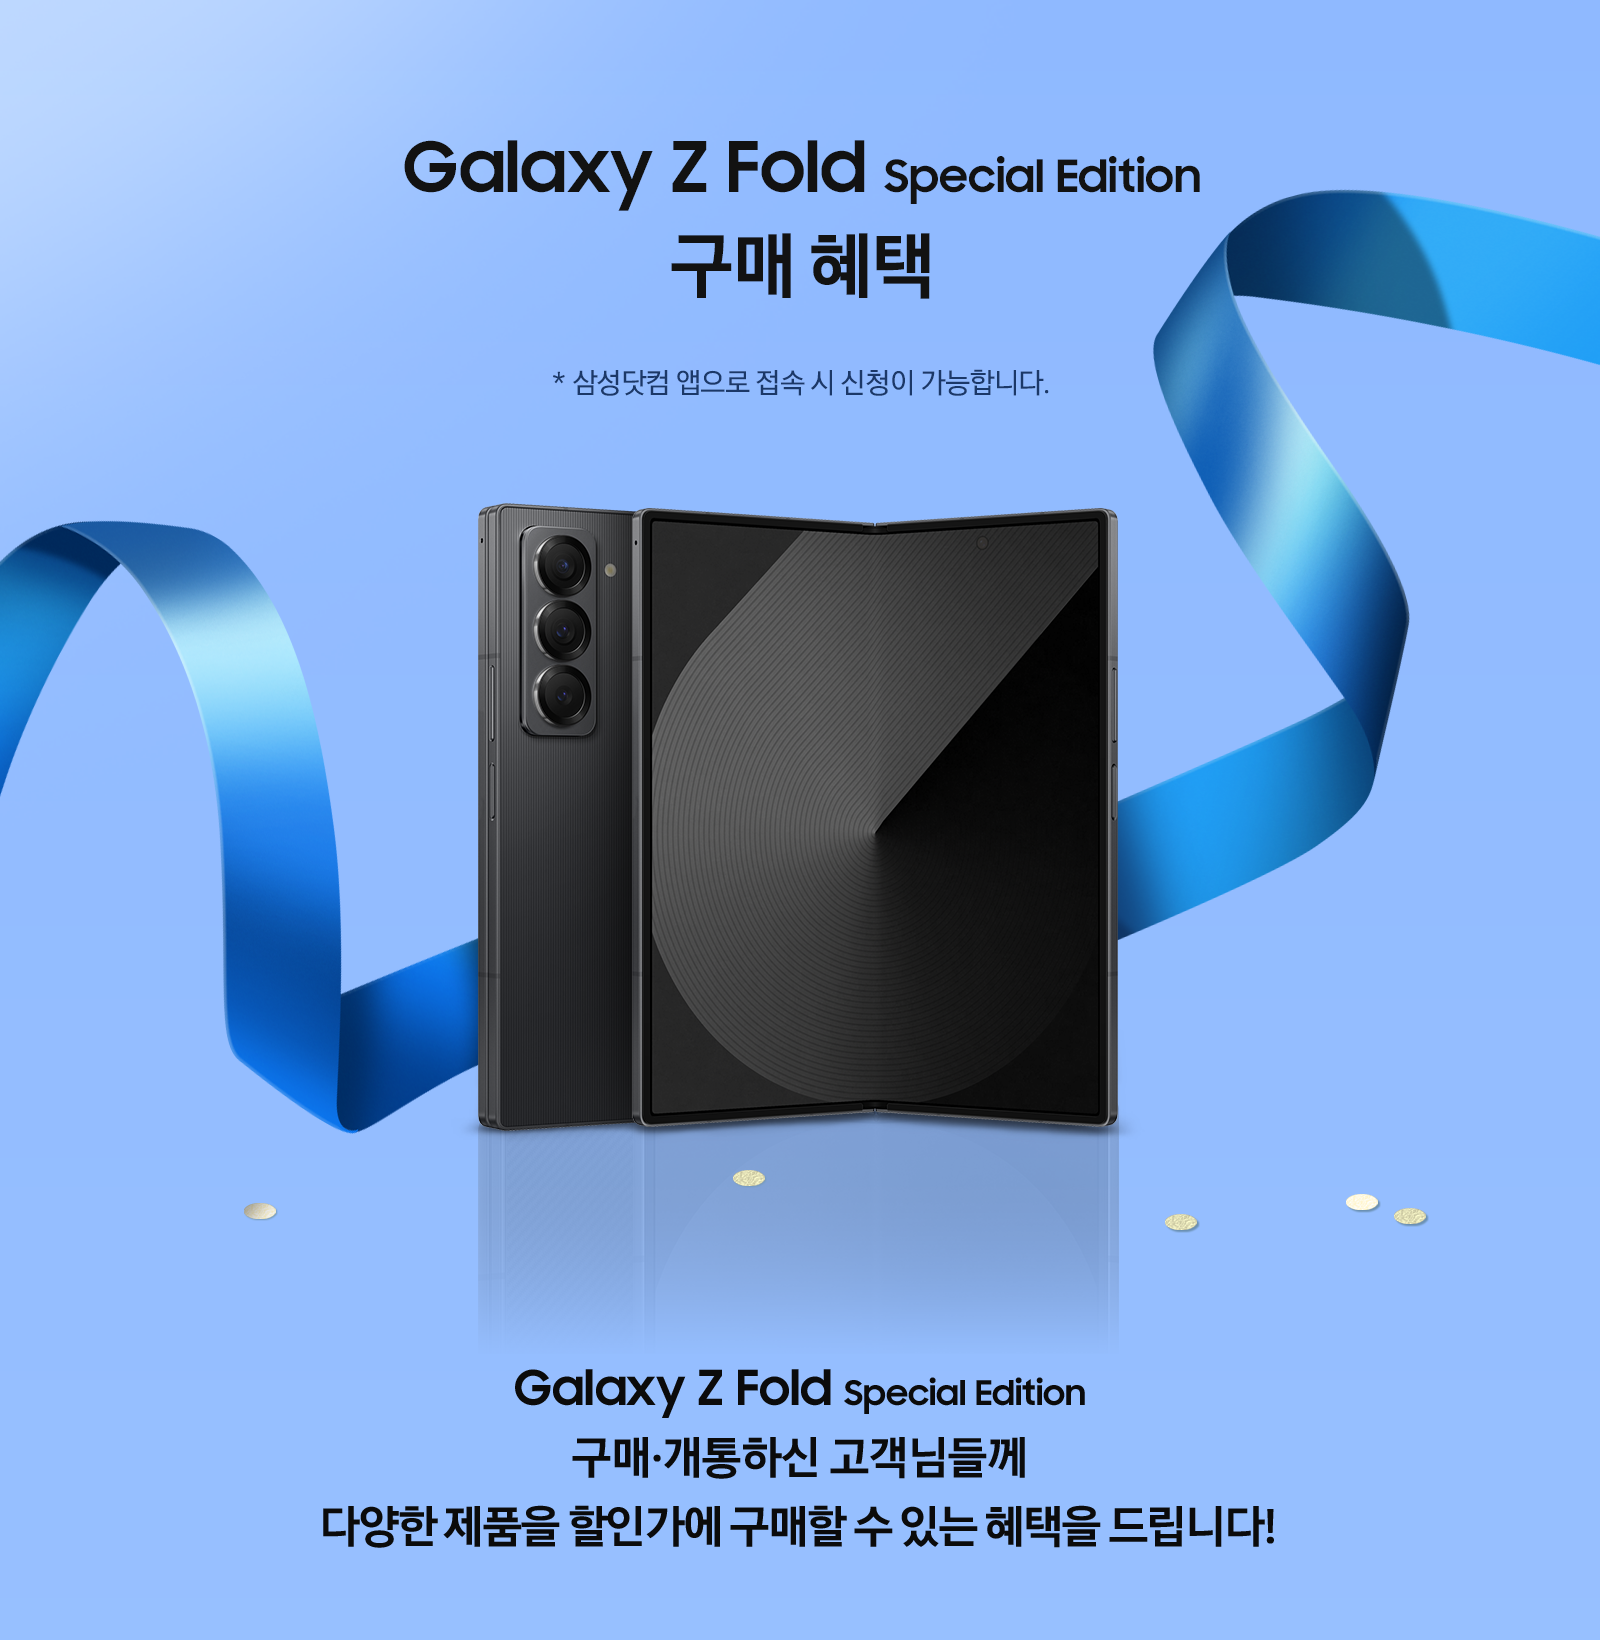 Galaxy Z Fold Special Edition
구매 혜택
* 삼성닷컴 앱으로 접속 시 신청이 가능합니다.
Galaxy Z Fold Special Edition
구매·개통하신 고객님들께
다양한 제품을 할인가에 구매할 수 있는 혜택을 드립니다!